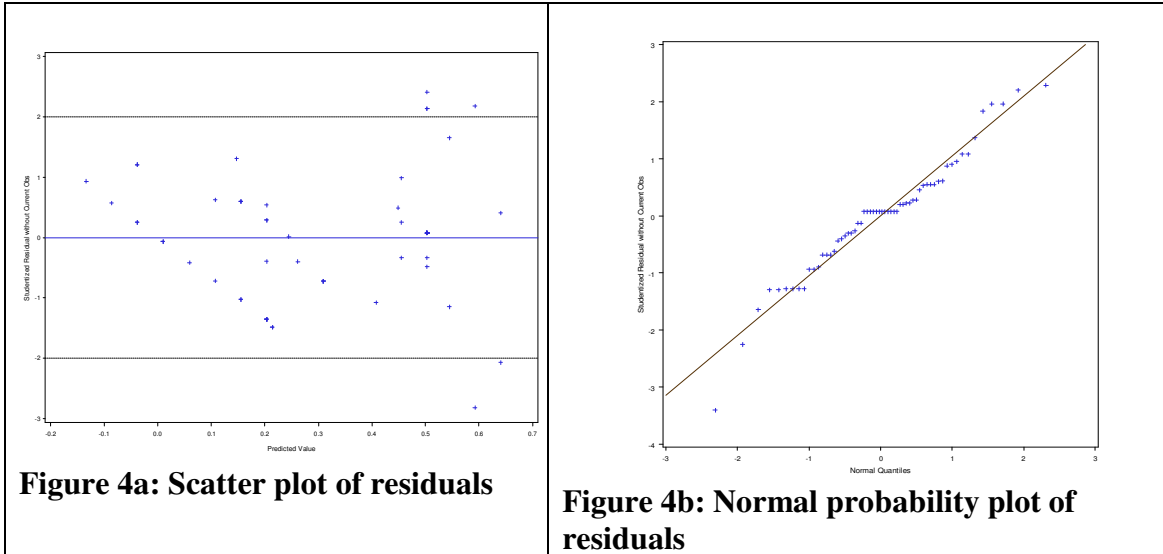 3
2
1
0
-1
-2
-3
Studentized Residual without Current Obs
-0.2 -0.1 0.0 0.1 0.2 0.3 0.4 0.5 0.6 0.7
Predicted Value
Figure 4a: Scatter plot of residuals
3
2
1
0
-1
-2
-3
-4
Studentized Residual without Current Obs
-3 -2 -1 0 1 2 3
Normal Quantiles
Figure 4b: Normal probability plot of
residuals